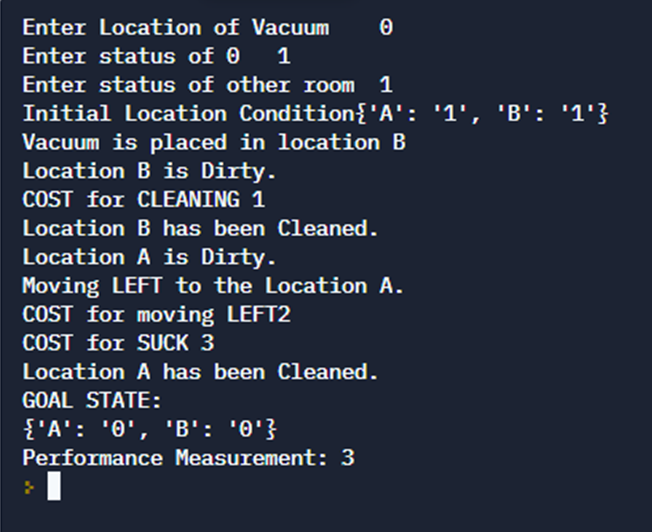 Enter Location of Vacuum    0
Enter status of 0   1
Enter status of other room  1
Initial Location Condition{'A': '1', 'B': '1'}
Vacuum is placed in location B
Location B is Dirty.
COST for CLEANING 1
Location B has been Cleaned.
Location A is Dirty.
Moving LEFT to the Location A.
COST for moving LEFT2
COST for SUCK 3
Location A has been Cleaned.
GOAL STATE:
{'A': '0', 'B': '0'}
Performance Measurement: 3
>